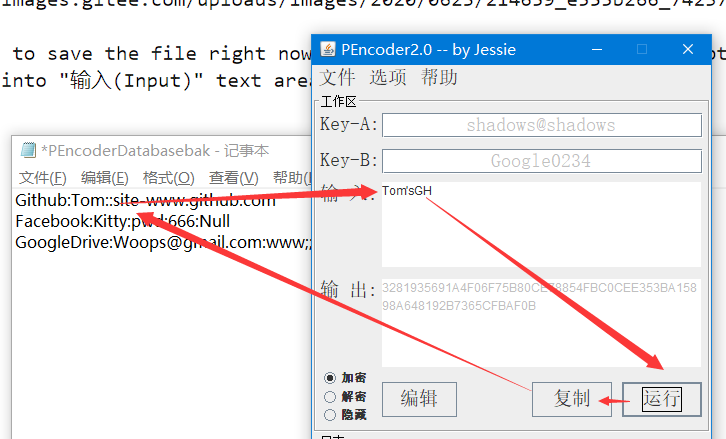 images.gitee.com/uploads/images/2020/0625/214659_e555b266_74257
to save the file right now
into "输入(Input)" text area
PEncoder2.0 -- by Jessie
文件 选项 帮助
工作区
Key-A: shadows@shadows
Key-B: Google0234
输 入: Tom'sGH
输 出:
加密
解密
隐藏
编辑
复制
运行
*PEncoderDatabasebak - 记事本
文件(F) 编辑(E) 格式(O) 查看(V) 帮助(
Github:Tom::site-www.github.com
Facebook:Kitty:pwd:666:Null
GoogleDrive:Woops@gmail.com:www;;